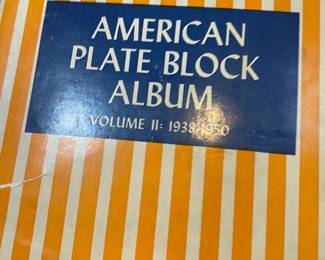 AMERICAN
PLATE BLOCK
ALBUM
VOLUME II: 1938-1950